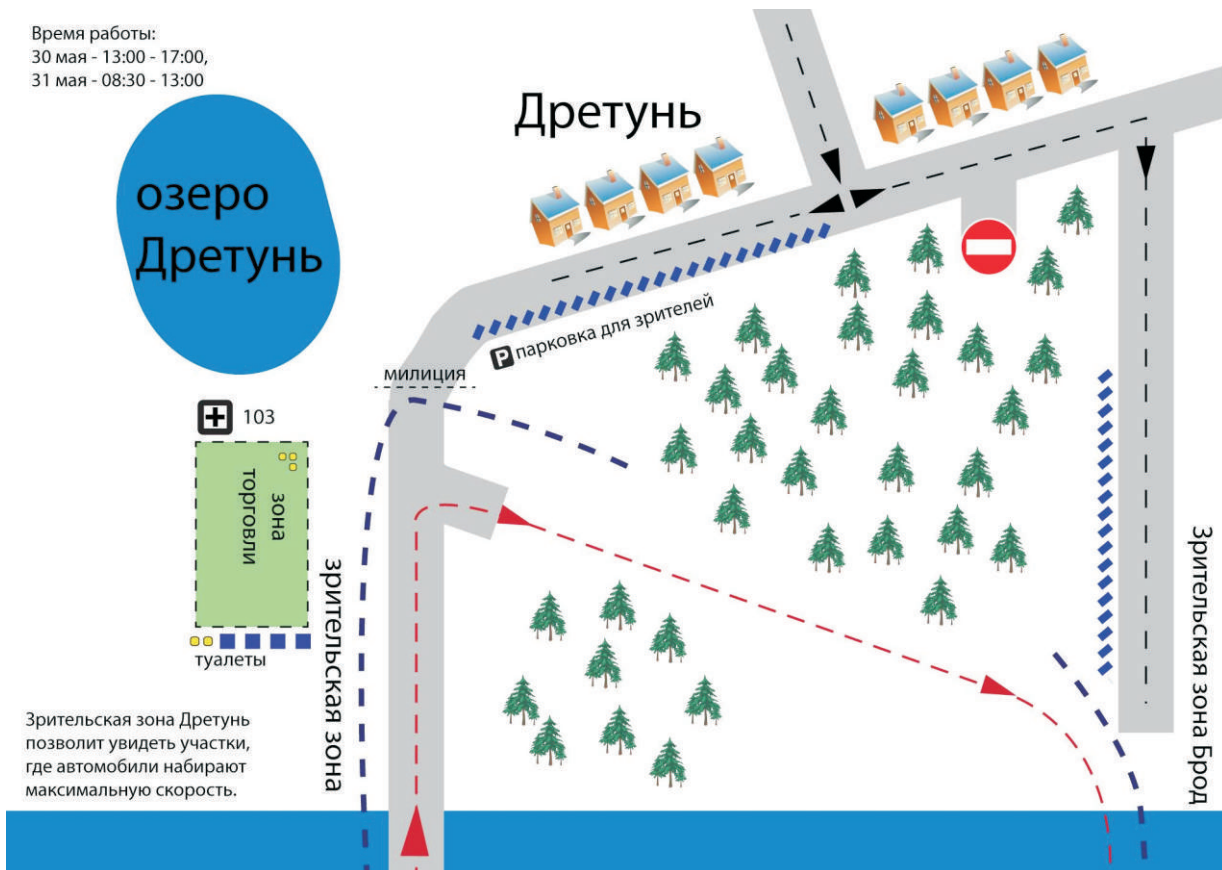 Время работы:
30 мая - 13:00 - 17:00,
31 мая - 08:30 - 13:00
Дретунь
озеро
Дретунь
P парковка для зрителей
милиция
103
зона
торговли
туалеты
зрительская зона
Зрительская зона Брод
Зрительская зона Дретунь
позволит увидеть участки,
где автомобили набирают
максимальную скорость.